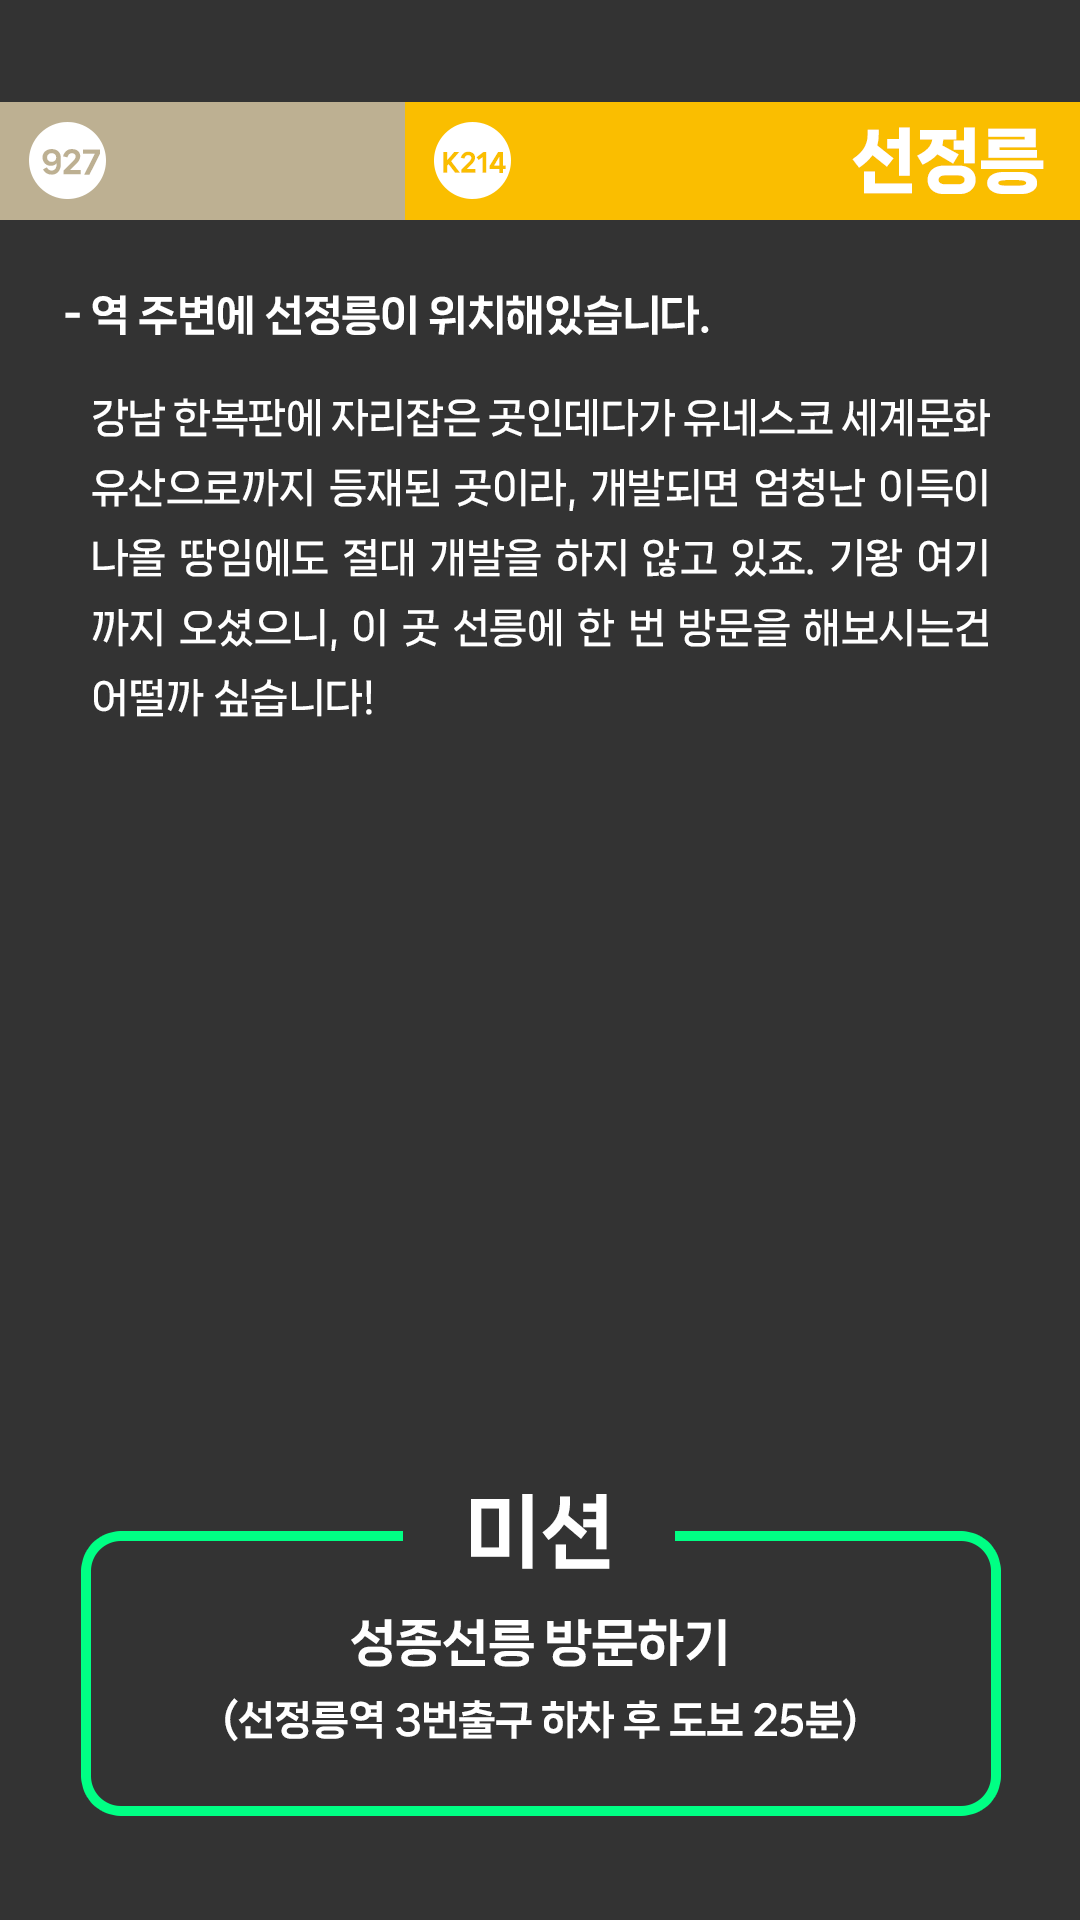 927
K214
선정릉
- 역 주변에 선정릉이 위치해있습니다.
강남 한복판에 자리잡은 곳인데다가 유네스코 세계문화
유산으로까지 등재된 곳이라, 개발되면 엄청난 이득이
나올 땅임에도 절대 개발을 하지 않고 있죠. 기왕 여기
까지 오셨으니, 이 곳 선릉에 한 번 방문을 해보시는건
어떨까 싶습니다!
미션
성종선릉 방문하기
(선정릉역 3번출구 하차 후 도보 25분)